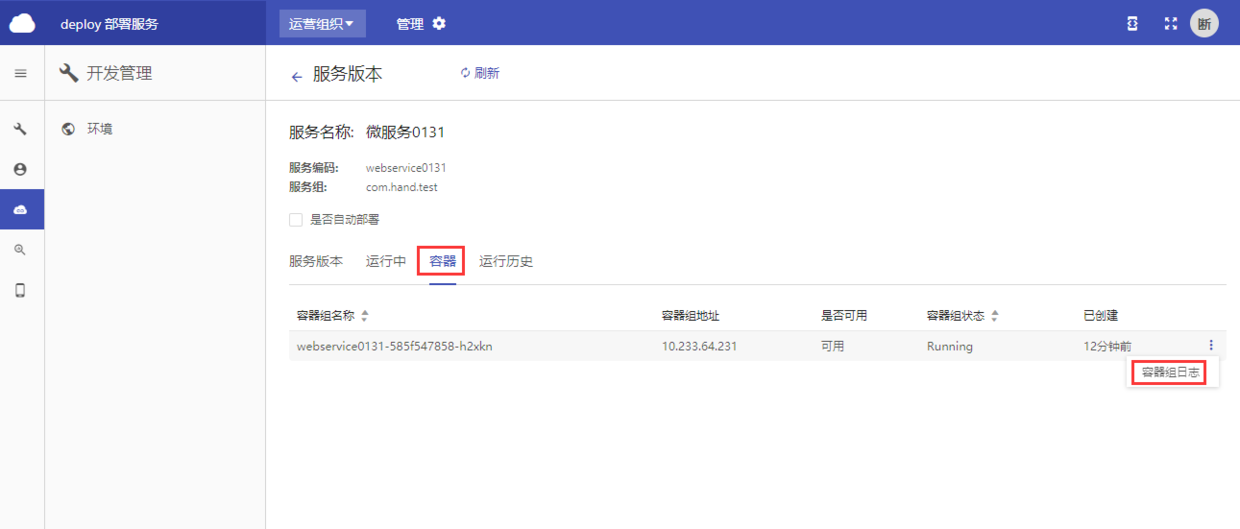 deploy 部署服务
运营组织
管理
断
开发管理
服务版本
刷新
环境
服务名称: 微服务0131
服务编码: webservice0131
服务组: com.hand.test
是否自动部署
服务版本 运行中 容器 运行历史
容器组名称 容器组地址 是否可用 容器组状态 已创建
webservice0131-585f547858-h2xkn 10.233.64.231 可用 Running 12分钟前
容器组日志